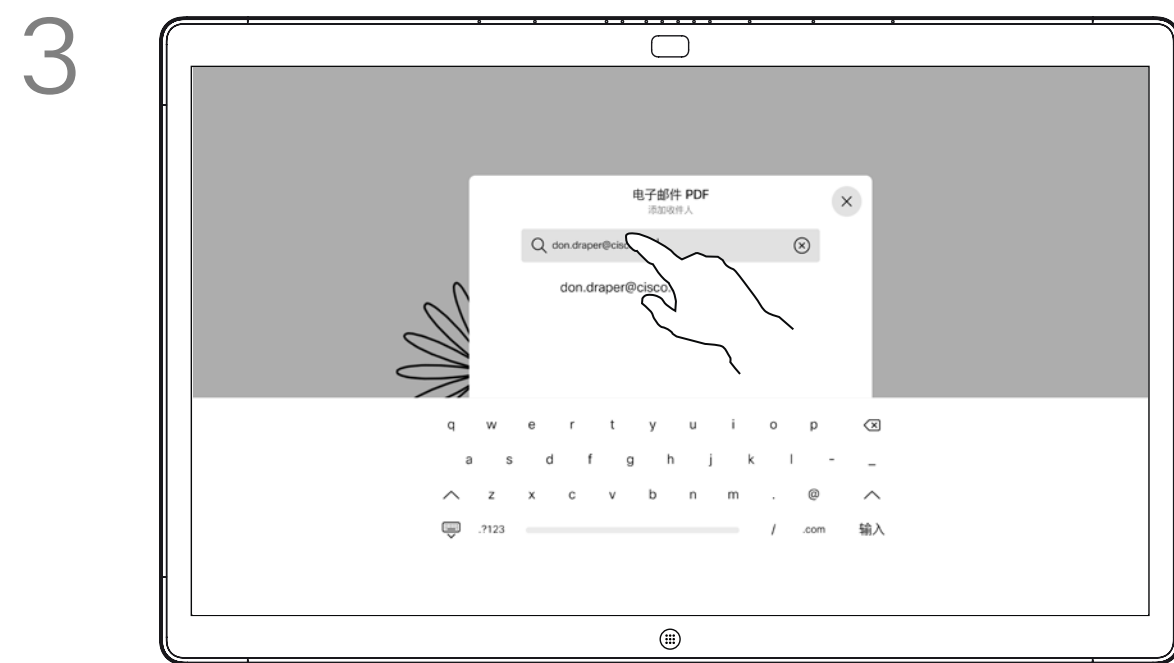 3
电子邮件 PDF
添加收件人
don.draper@cisc
don.draper@cisco.
q w e r t y u i o p
a s d f g h j k l - _
z x c v b n m . @
.?123 / .com 输入